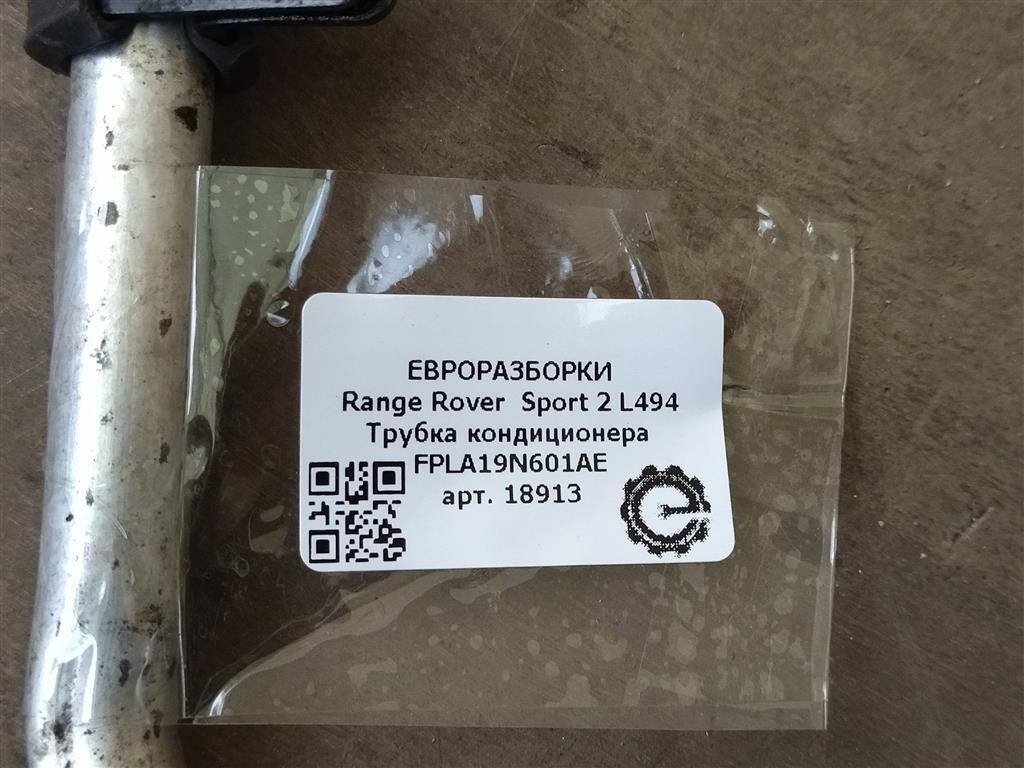 ЕВРОРАЗБОРКИ
Range Rover Sport 2 L494
Трубка кондиционера
FPLA19N601AE
арт. 18913